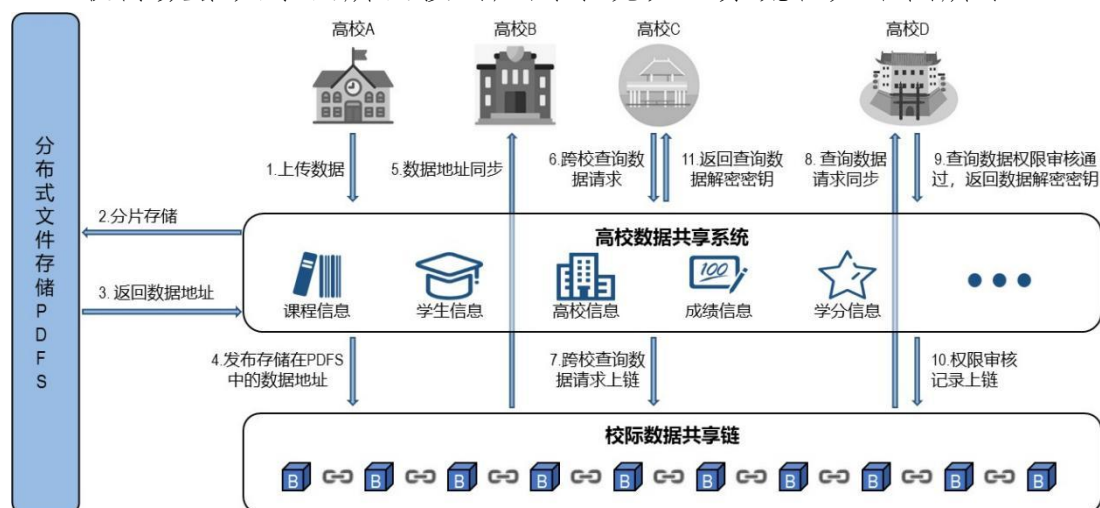 高校A
高校B
高校C
高校D
分布式文件存储PDFS
1.上传数据
5.数据地址同步
6.跨校查询数
据请求
11.返回查询数
据解密密钥
8. 查询数据
请求同步
9.查询数据权限审核通
过，返回数据解密密钥
2.分片存储
3. 返回数据地址
高校数据共享系统
100
课程信息
学生信息
高校信息
成绩信息
学分信息
4.发布存储在PDFS
中的数据地址
7.跨校查询数
据请求上链
10.权限审核
记录上链
校际数据共享链
B B B B B B B B B B